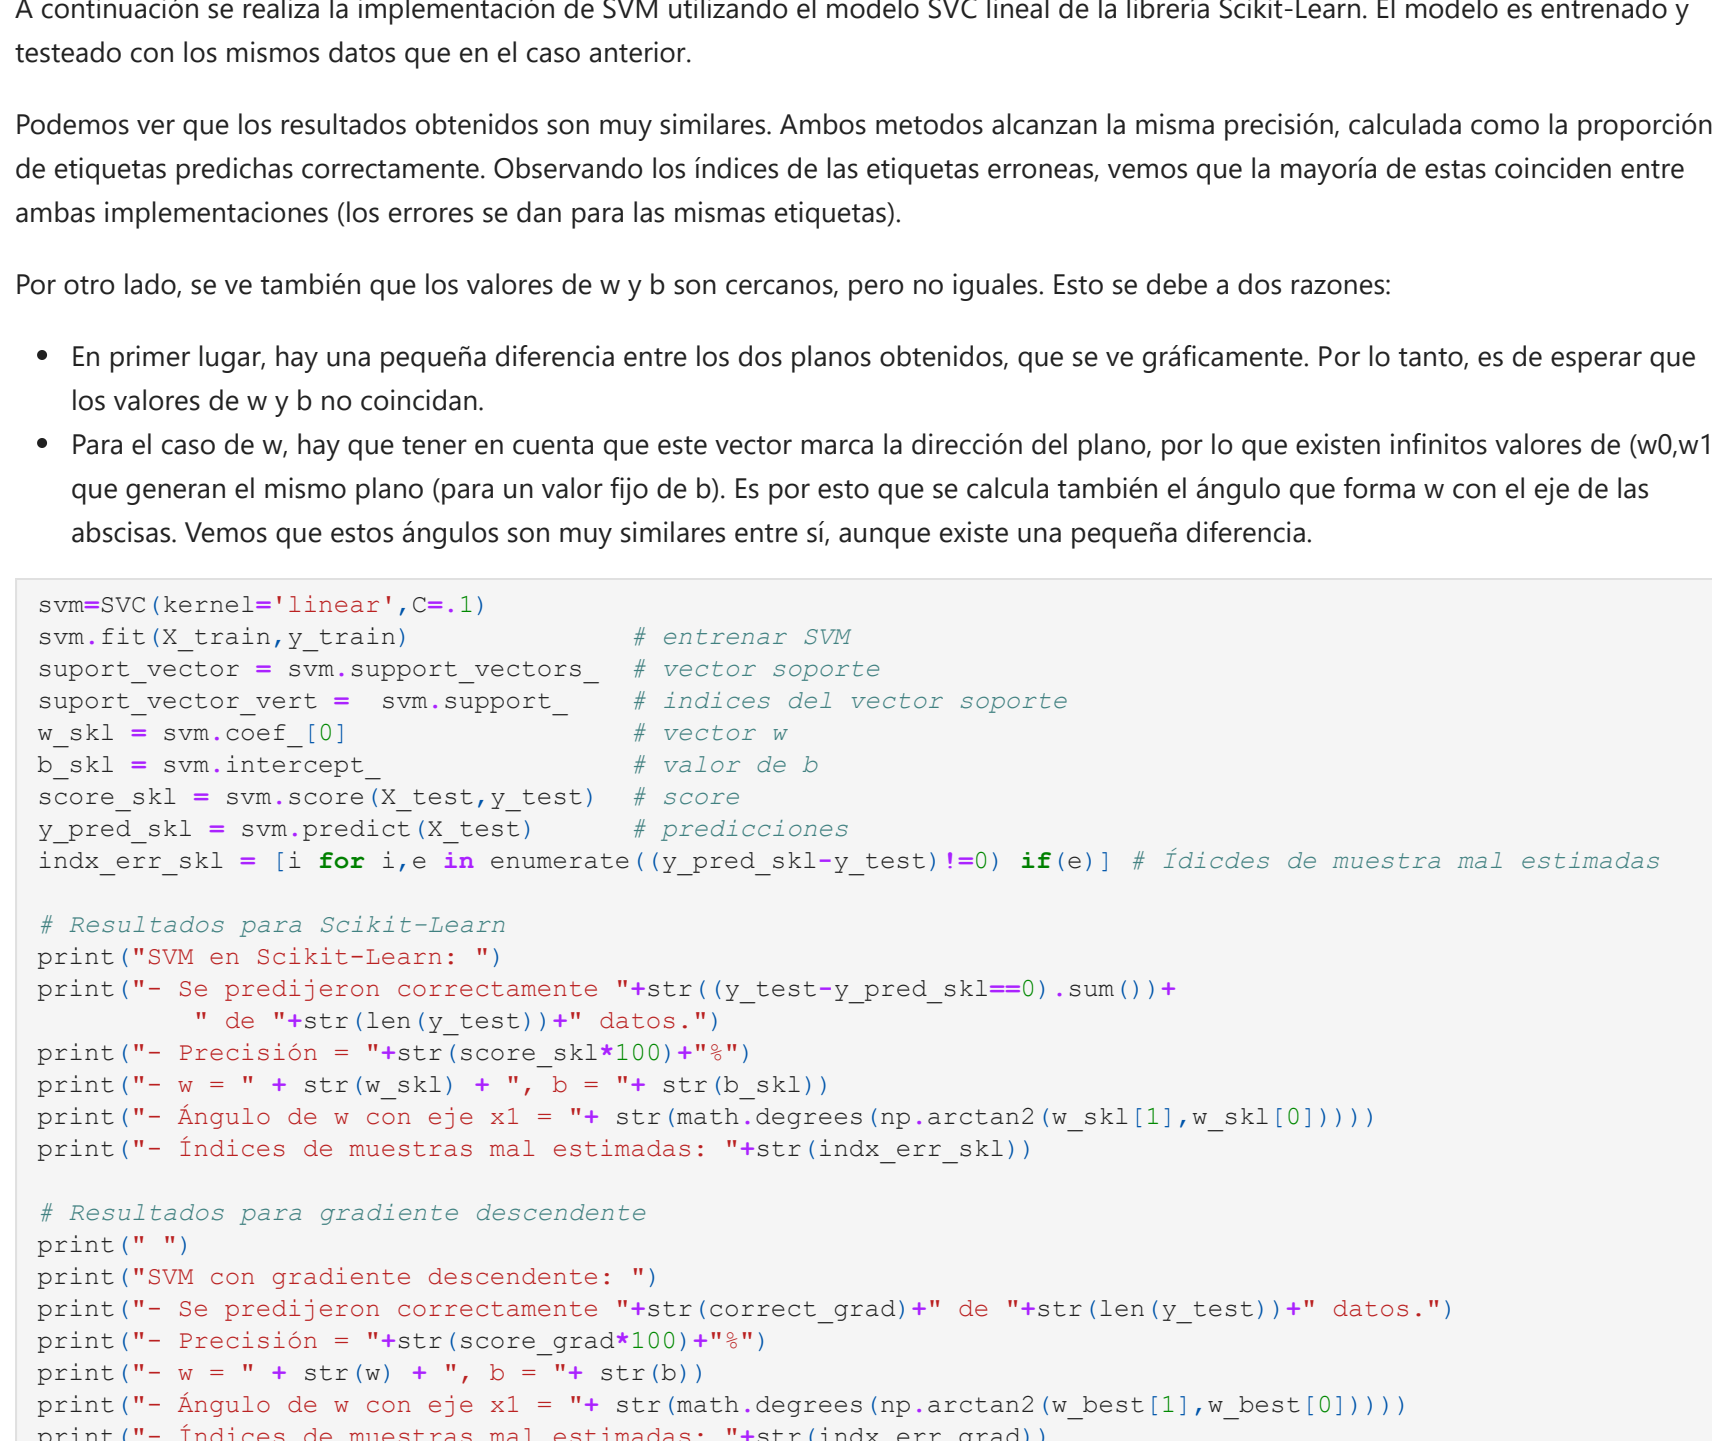 A continuación se realiza la implementación de SVM utilizando el modelo SVC lineal de la librería Scikit-Learn. El modelo es entrenado y
testeado con los mismos datos que en el caso anterior.
Podemos ver que los resultados obtenidos son muy similares. Ambos metodos alcanzan la misma precisión, calculada como la proporción
de etiquetas predichas correctamente. Observando los índices de las etiquetas erroneas, vemos que la mayoría de estas coinciden entre
ambas implementaciones (los errores se dan para las mismas etiquetas).
Por otro lado, se ve también que los valores de w y b son cercanos, pero no iguales. Esto se debe a dos razones:
• En primer lugar, hay una pequeña diferencia entre los dos planos obtenidos, que se ve gráficamente. Por lo tanto, es de esperar que
los valores de w y b no coincidan.
• Para el caso de w, hay que tener en cuenta que este vector marca la dirección del plano, por lo que existen infinitos valores de (w0,w1
que generan el mismo plano (para un valor fijo de b). Es por esto que se calcula también el ángulo que forma w con el eje de las
abscisas. Vemos que estos ángulos son muy similares entre sí, aunque existe una pequeña diferencia.
svm=SVC(kernel='linear',C=.1)
svm.fit(X_train,y_train)              # entrenar SVM
suport_vector = svm.support_vectors_  # vector soporte
suport_vector_vert =  svm.support_    # indices del vector soporte
w_skl = svm.coef_[0]                  # vector w
b_skl = svm.intercept_                # valor de b
score_skl = svm.score(X_test,y_test)  # score
y_pred_skl = svm.predict(X_test)      # predicciones
indx_err_skl = [i for i,e in enumerate((y_pred_skl-y_test)!=0) if(e)] # Ídicdes de muestra mal estimadas
# Resultados para Scikit-Learn
print("SVM en Scikit-Learn: ")
print("- Se predijeron correctamente "+str((y_test-y_pred_skl==0).sum())+
          " de "+str(len(y_test))+" datos.")
print("- Precisión = "+str(score_skl*100)+"%")
print("- w = " + str(w_skl) + ", b = "+ str(b_skl))
print("- Ángulo de w con eje x1 = "+ str(math.degrees(np.arctan2(w_skl[1],w_skl[0]))))
print("- Índices de muestras mal estimadas: "+str(indx_err_skl))
# Resultados para gradiente descendente
print(" ")
print("SVM con gradiente descendente: ")
print("- Se predijeron correctamente "+str(correct_grad)+" de "+str(len(y_test))+" datos.")
print("- Precisión = "+str(score_grad*100)+"%")
print("- w = " + str(w) + ", b = "+ str(b))
print("- Ángulo de w con eje x1 = "+ str(math.degrees(np.arctan2(w_best[1],w_best[0]))))
print("- Índices de muestras mal estimadas: "+str(indx_err_grad))